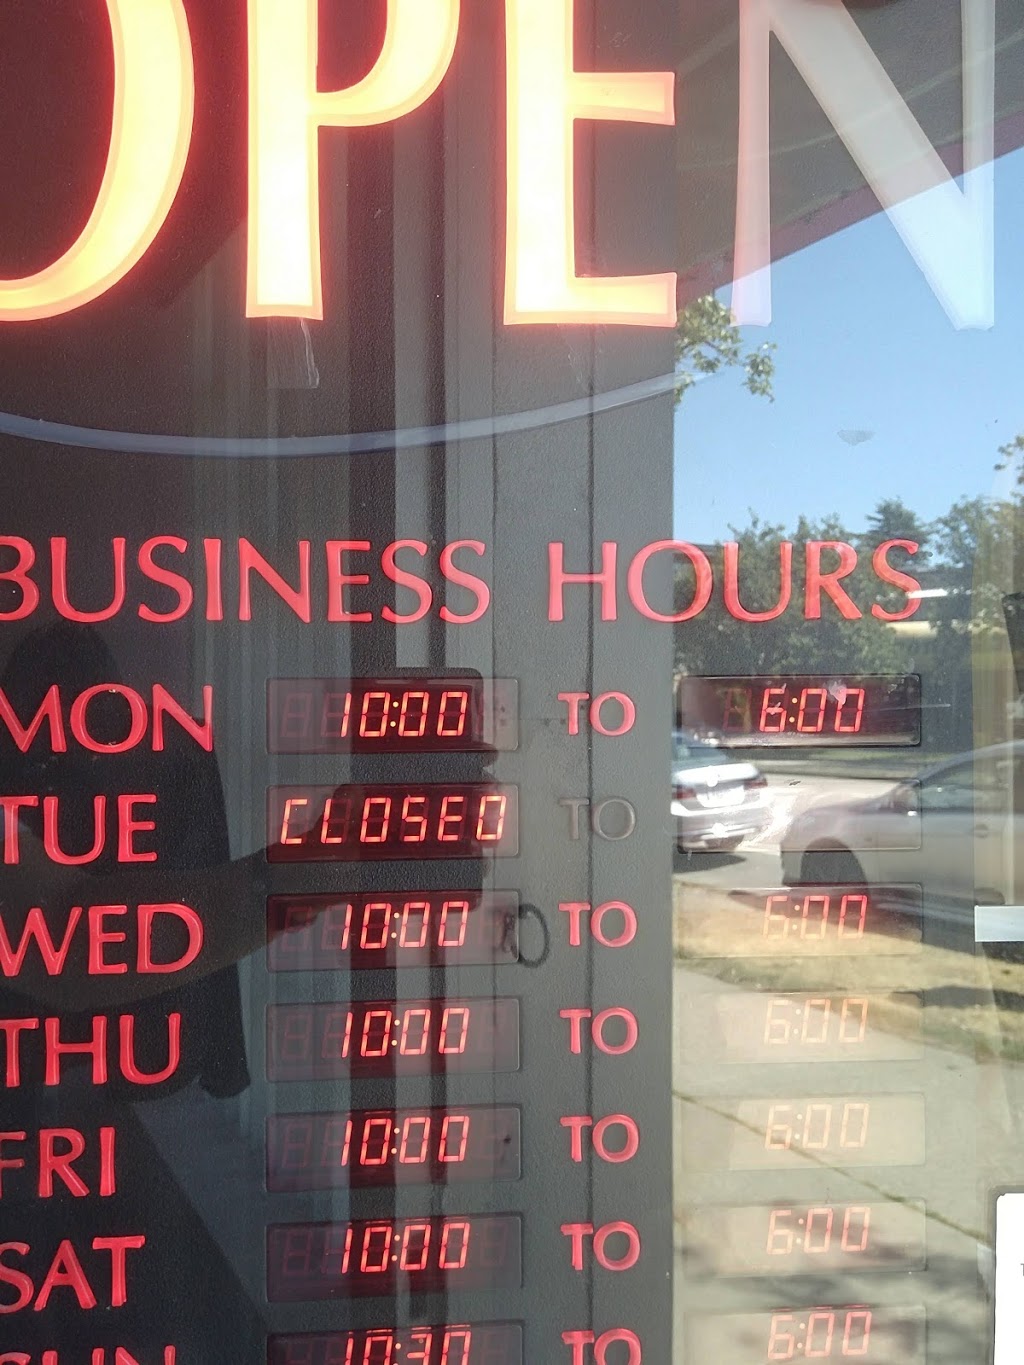 OPEN
BUSINESS HOURS
MON 10:00 TO 6:00
TUE CLOSED TO
WED 10:00 TO 6:00
THU 10:00 TO 6:00
FRI 10:00 TO 6:00
SAT 10:00 TO 6:00
SUN 10:30 TO 6:00